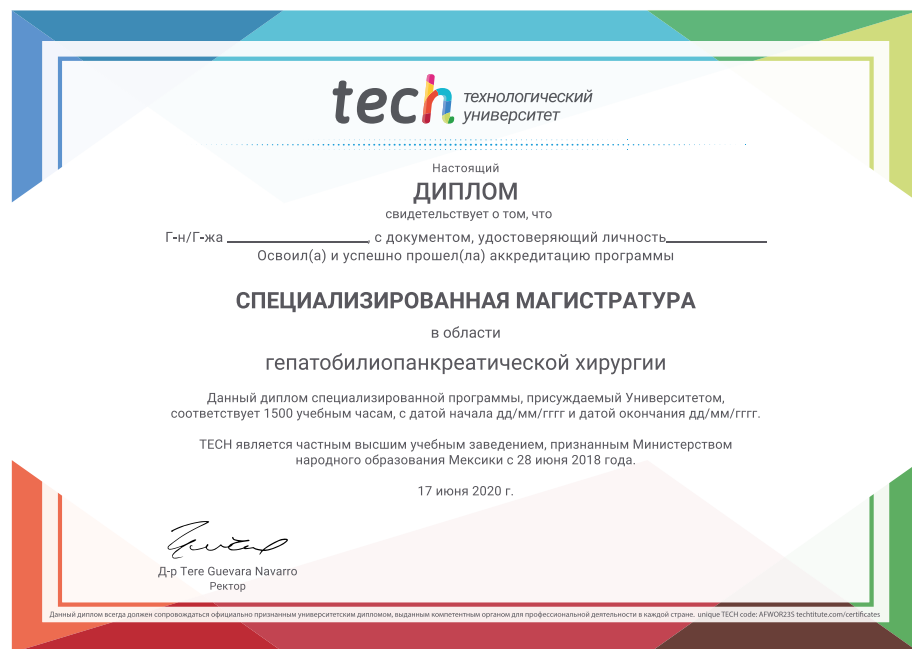 tech технологический
университет
Настоящий
ДИПЛОМ
свидетельствует о том, что
Г-н/Г-жа ____________________, с документом, удостоверяющий личность______________
Освоил(а) и успешно прошел(ла) аккредитацию программы
СПЕЦИАЛИЗИРОВАННАЯ МАГИСТРАТУРА
в области
гепатобилиопанкреатической хирургии
Данный диплом специализированной программы, присуждаемый Университетом,
соответствует 1500 учебным часам, с датой начала дд/мм/гггг и датой окончания дд/мм/гггг.
TECH является частным высшим учебным заведением, признанным Министерством
народного образования Мексики с 28 июня 2018 года.
17 июня 2020 г.
Д-р Tere Guevara Navarro
Ректор
Данный диплом всегда должен сопровождаться официально признанным университетским дипломом, выданным компетентным органом для профессиональной деятельности в каждой стране. unique TECH code: AFWOR23S techtitute.com/certificates